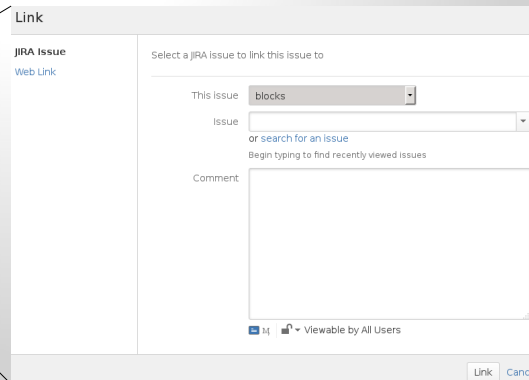 Link
JIRA Issue
Web Link
Select a JIRA issue to link this issue to
This issue blocks
Issue
or search for an issue
Begin typing to find recently viewed issues
Comment
Viewable by All Users
Link